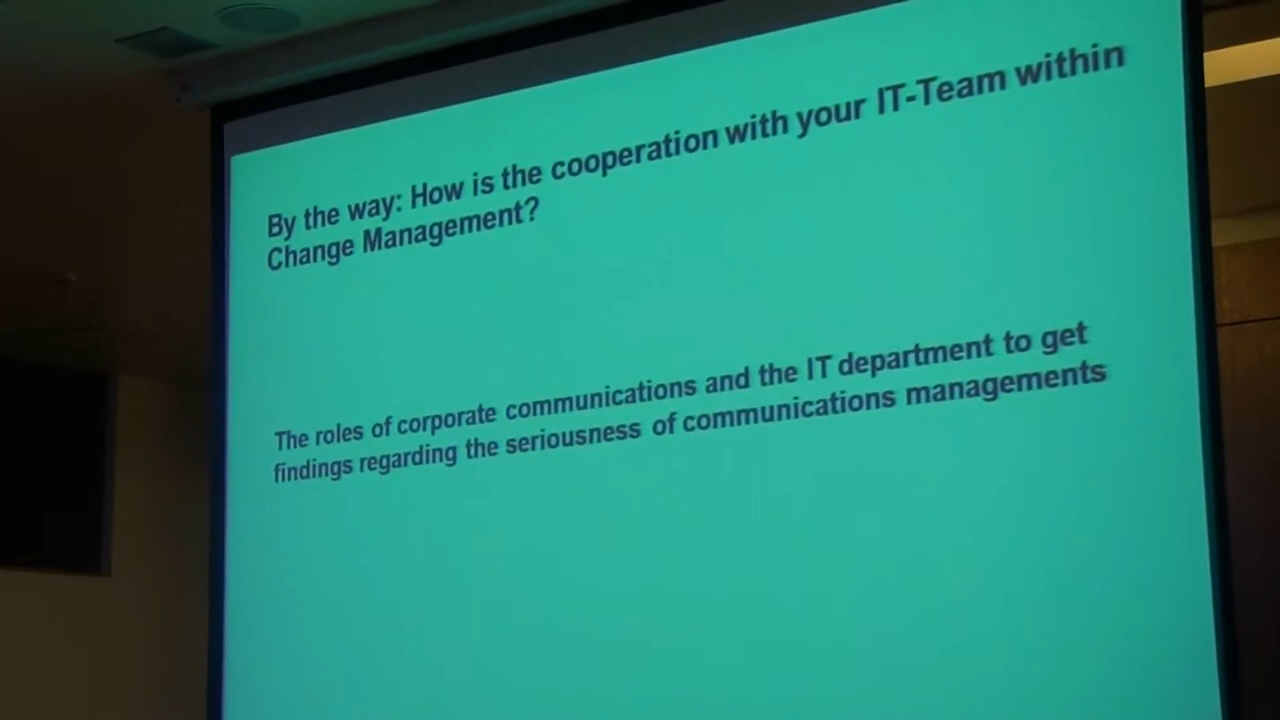 By the way: How is the cooperation with your IT-Team within
Change Management?
The roles of corporate communications and the IT department to get
findings regarding the seriousness of communications managements